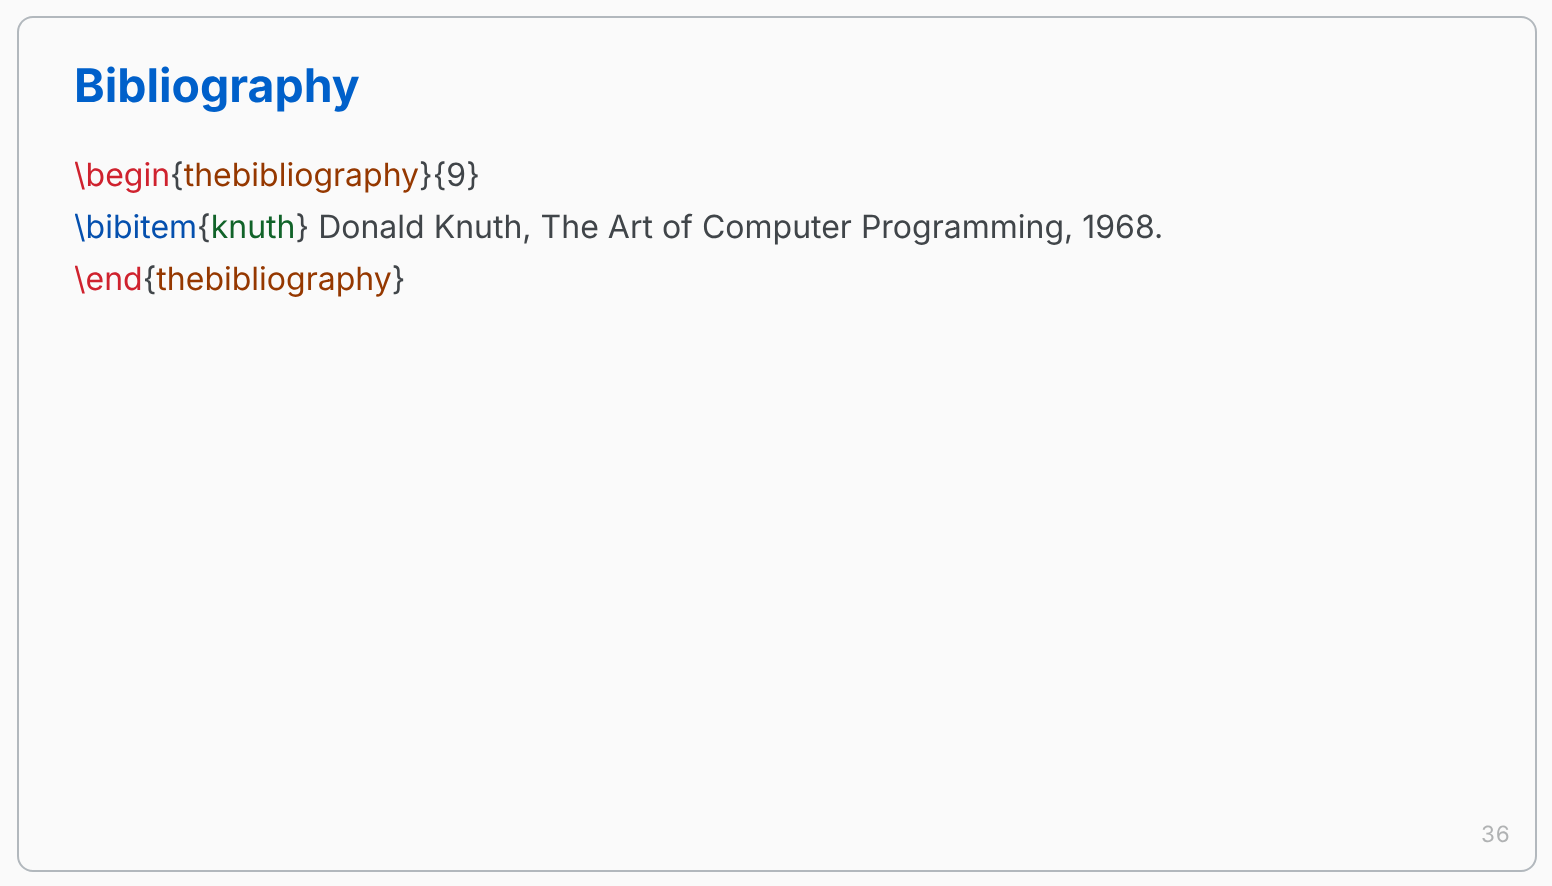 Bibliography
\begin{thebibliography}{9}
\bibitem{knuth} Donald Knuth, The Art of Computer Programming, 1968.
\end{thebibliography}
36